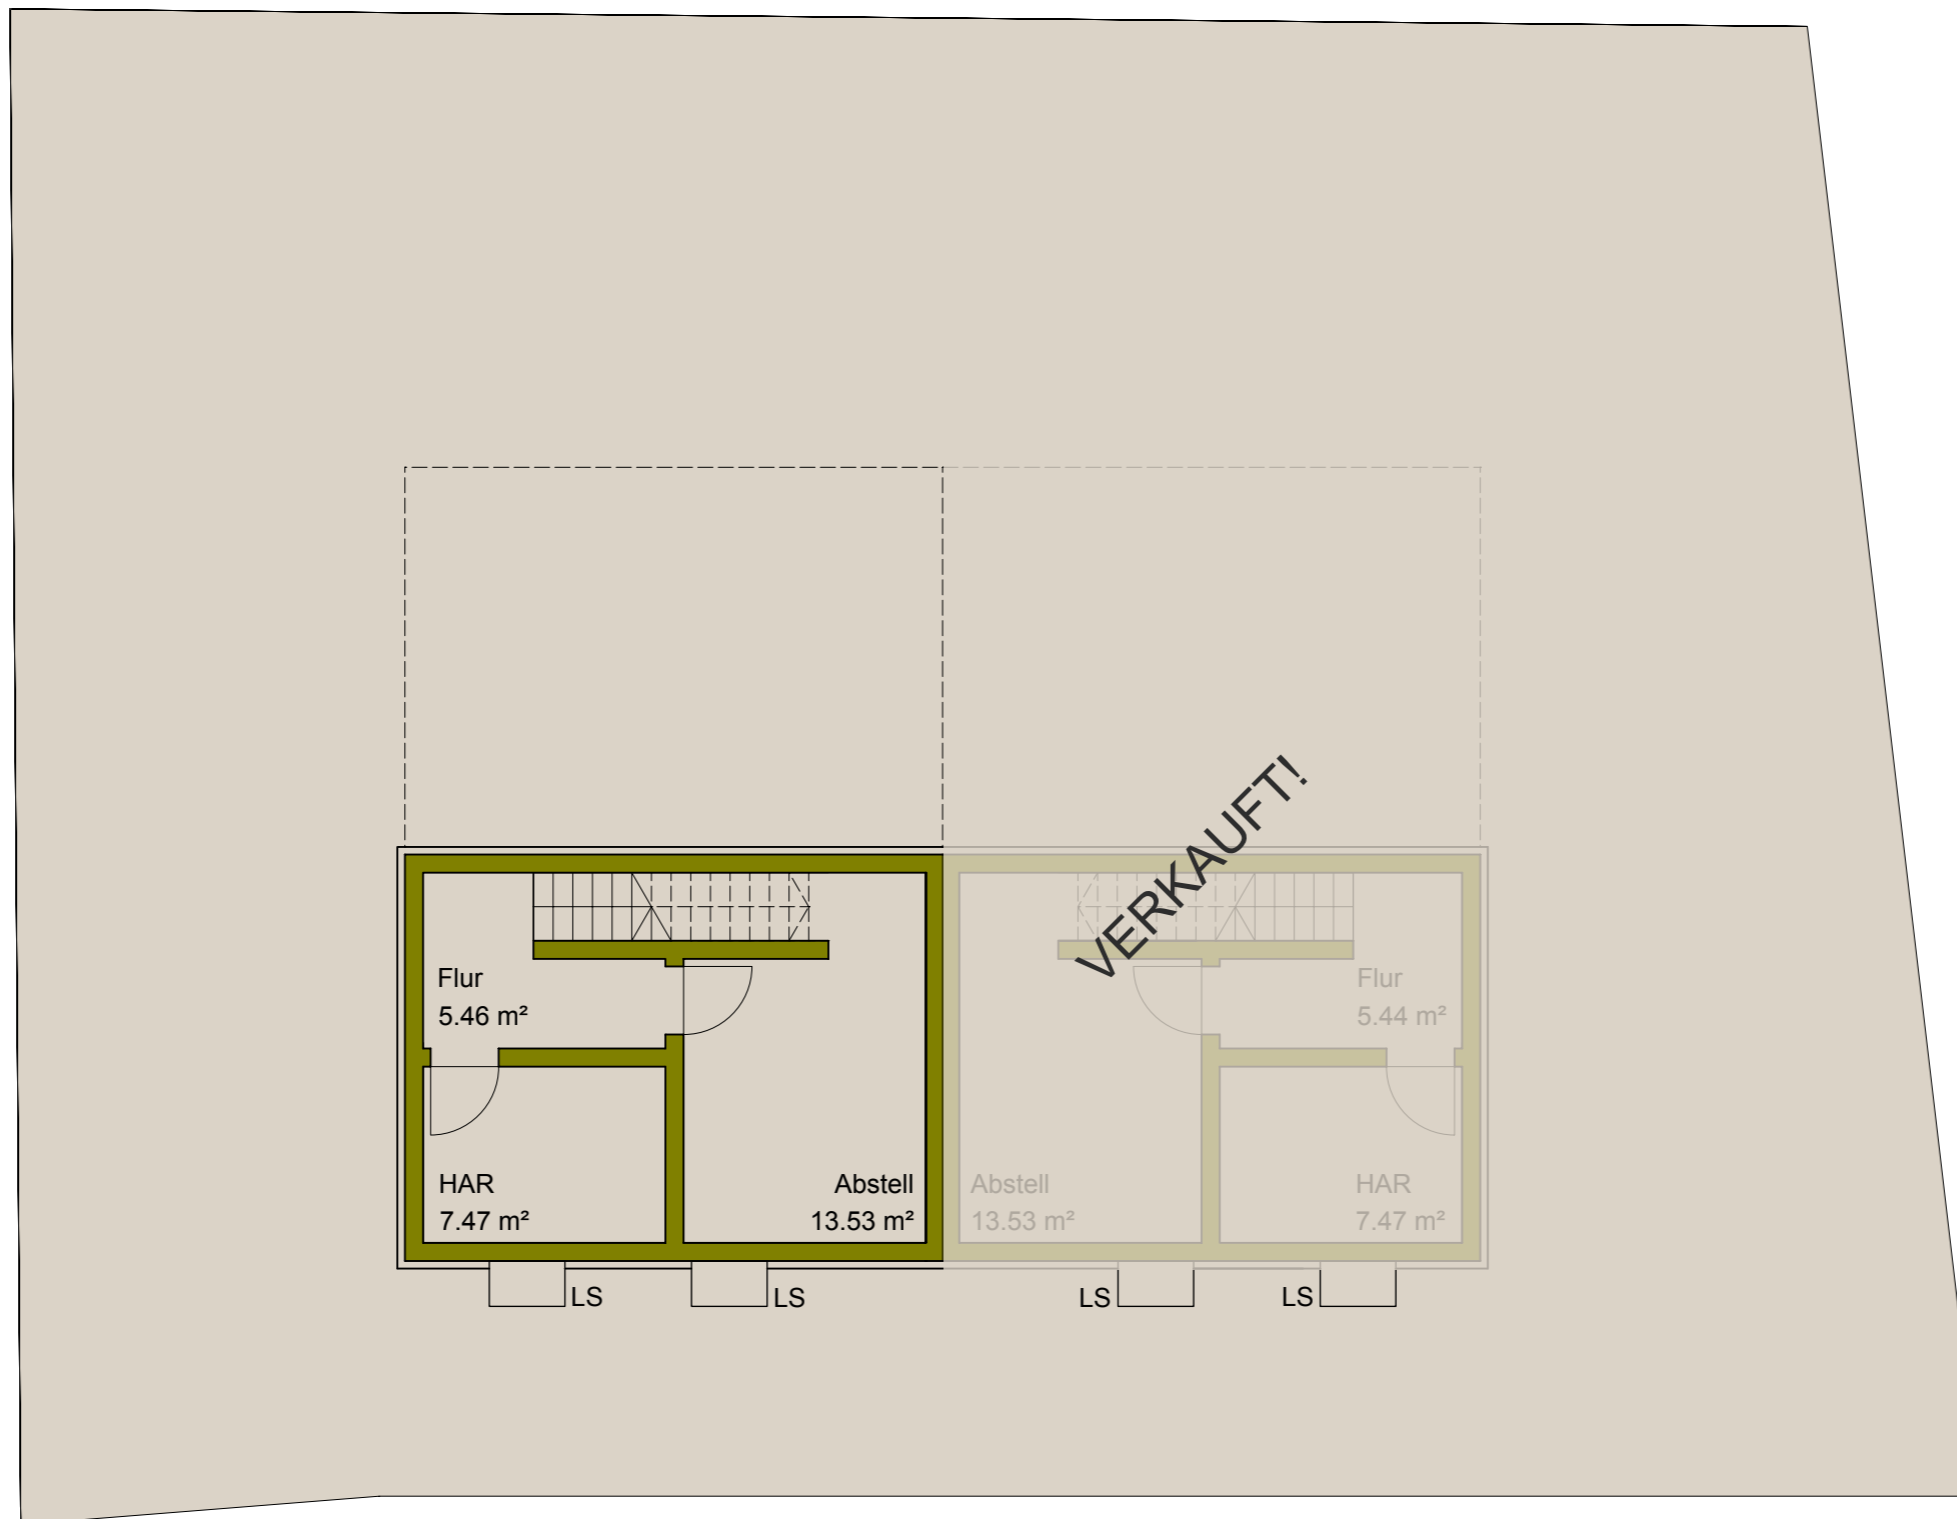 VERKAUFT!
Flur
5.46 m²
Flur
5.44 m²
HAR
7.47 m²
Abstell
13.53 m²
Abstell
13.53 m²
HAR
7.47 m²
LS
LS
LS
LS